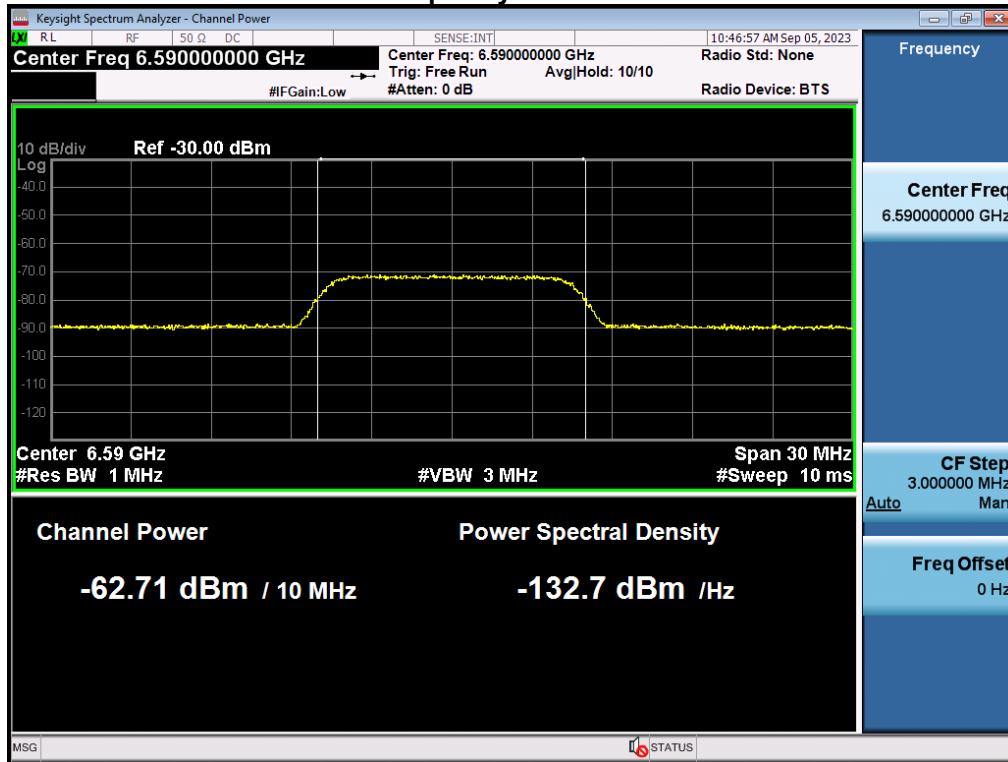 Keysight Spectrum Analyzer - Channel Power
LXI RL RF 50 Ω DC SENSE:INT 10:46:57 AM Sep 05, 2023
Center Freq 6.590000000 GHz
Center Freq: 6.590000000 GHz Radio Std: None
Trig: Free Run Avg|Hold: 10/10
#IFGain:Low #Atten: 0 dB Radio Device: BTS
10 dB/div Ref -30.00 dBm
Log
-40.0
-50.0
-60.0
-70.0
-80.0
-90.0
-100
-110
-120
Center 6.59 GHz Span 30 MHz
#Res BW 1 MHz #VBW 3 MHz #Sweep 10 ms
Channel Power Power Spectral Density
-62.71 dBm / 10 MHz -132.7 dBm /Hz
MSG STATUS
Frequency
Center Freq
6.590000000 GHz
CF Step
3.000000 MHz
Auto Man
Freq Offset
0 Hz